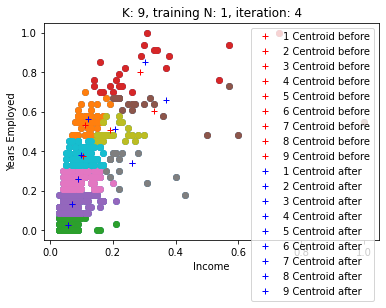 K: 9, training N: 1, iteration: 4
1 Centroid before
2 Centroid before
3 Centroid before
4 Centroid before
5 Centroid before
6 Centroid before
7 Centroid before
8 Centroid before
9 Centroid before
1 Centroid after
2 Centroid after
3 Centroid after
4 Centroid after
5 Centroid after
6 Centroid after
7 Centroid after
8 Centroid after
9 Centroid after
Years Employed
1.0
0.8
0.6
0.4
0.2
0.0
0.0 0.2 0.4 0.6 0.8 1.0
Income